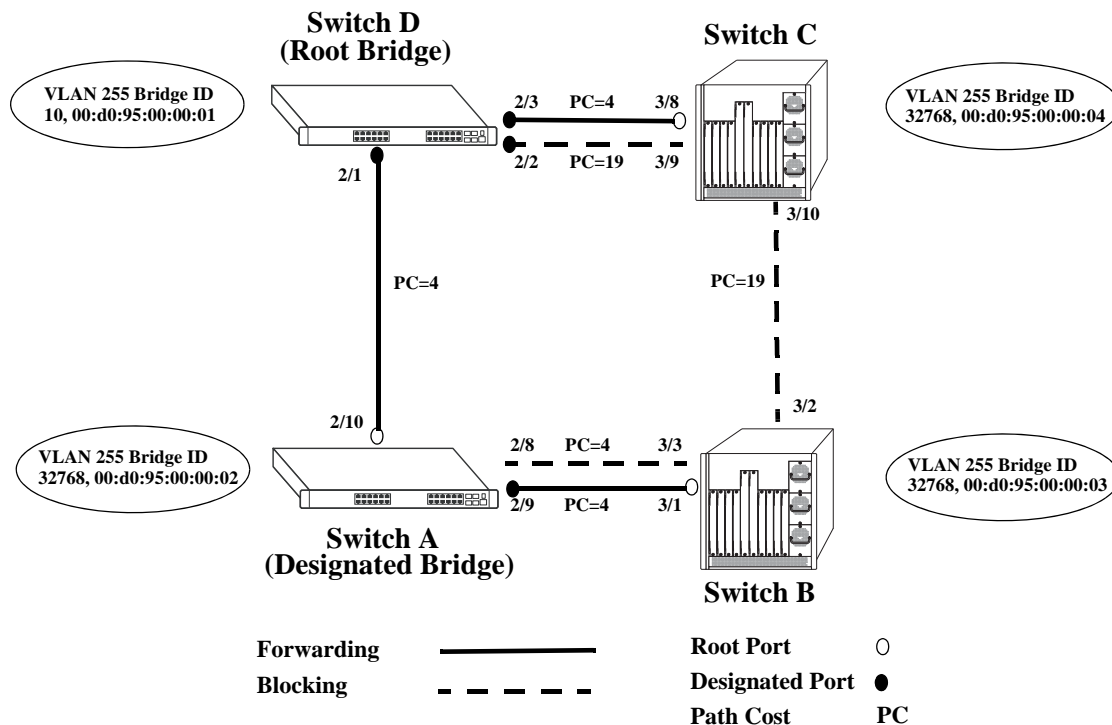 Switch D
(Root Bridge)
Switch C
VLAN 255 Bridge ID
10, 00:d0:95:00:00:01
2/3 PC=4 3/8
2/2 PC=19 3/9
VLAN 255 Bridge ID
32768, 00:d0:95:00:00:04
2/1
3/10
PC=4
PC=19
2/10
3/2
VLAN 255 Bridge ID
32768, 00:d0:95:00:00:02
2/8 PC=4 3/3
2/9 PC=4 3/1
VLAN 255 Bridge ID
32768, 00:d0:95:00:00:03
Switch A
(Designated Bridge)
Switch B
Forwarding
Blocking
Root Port
Designated Port
Path Cost PC